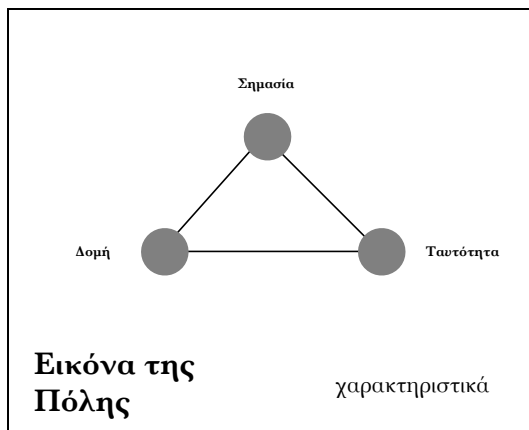 Σημασία
Δομή
Ταυτότητα
Εικόνα της
Πόλης
χαρακτηριστικά